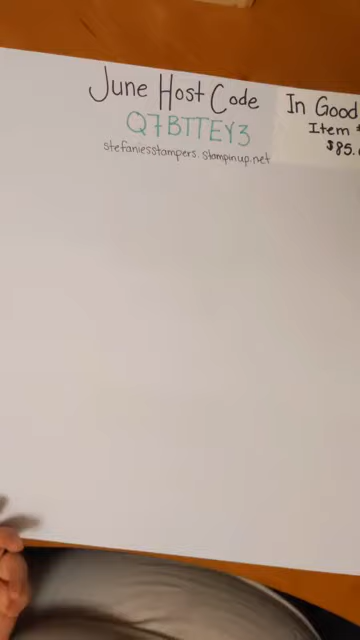 June Host Code
Q7BTTEY3
stefaniesstampers.stampinup.net
In Good
Item
$85.